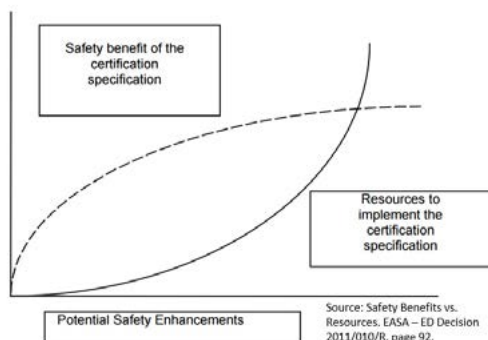 Safety benefit of the
certification
specification
Resources to
implement the
certification
specification
Potential Safety Enhancements
Source: Safety Benefits vs.
Resources. EASA – ED Decision
2011/010/R, page 92.